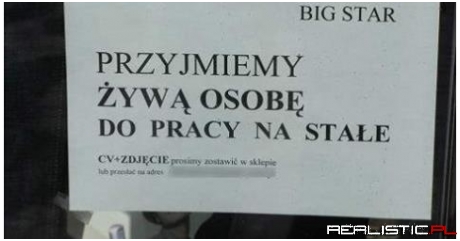 BIG STAR
PRZYJMIEMY
ŻYWĄ OSOBĘ
DO PRACY NA STAŁE
CV+ZDJĘCIE prosimy zostawić w sklepie
lub przesłać na adres
REALISTIC.PL